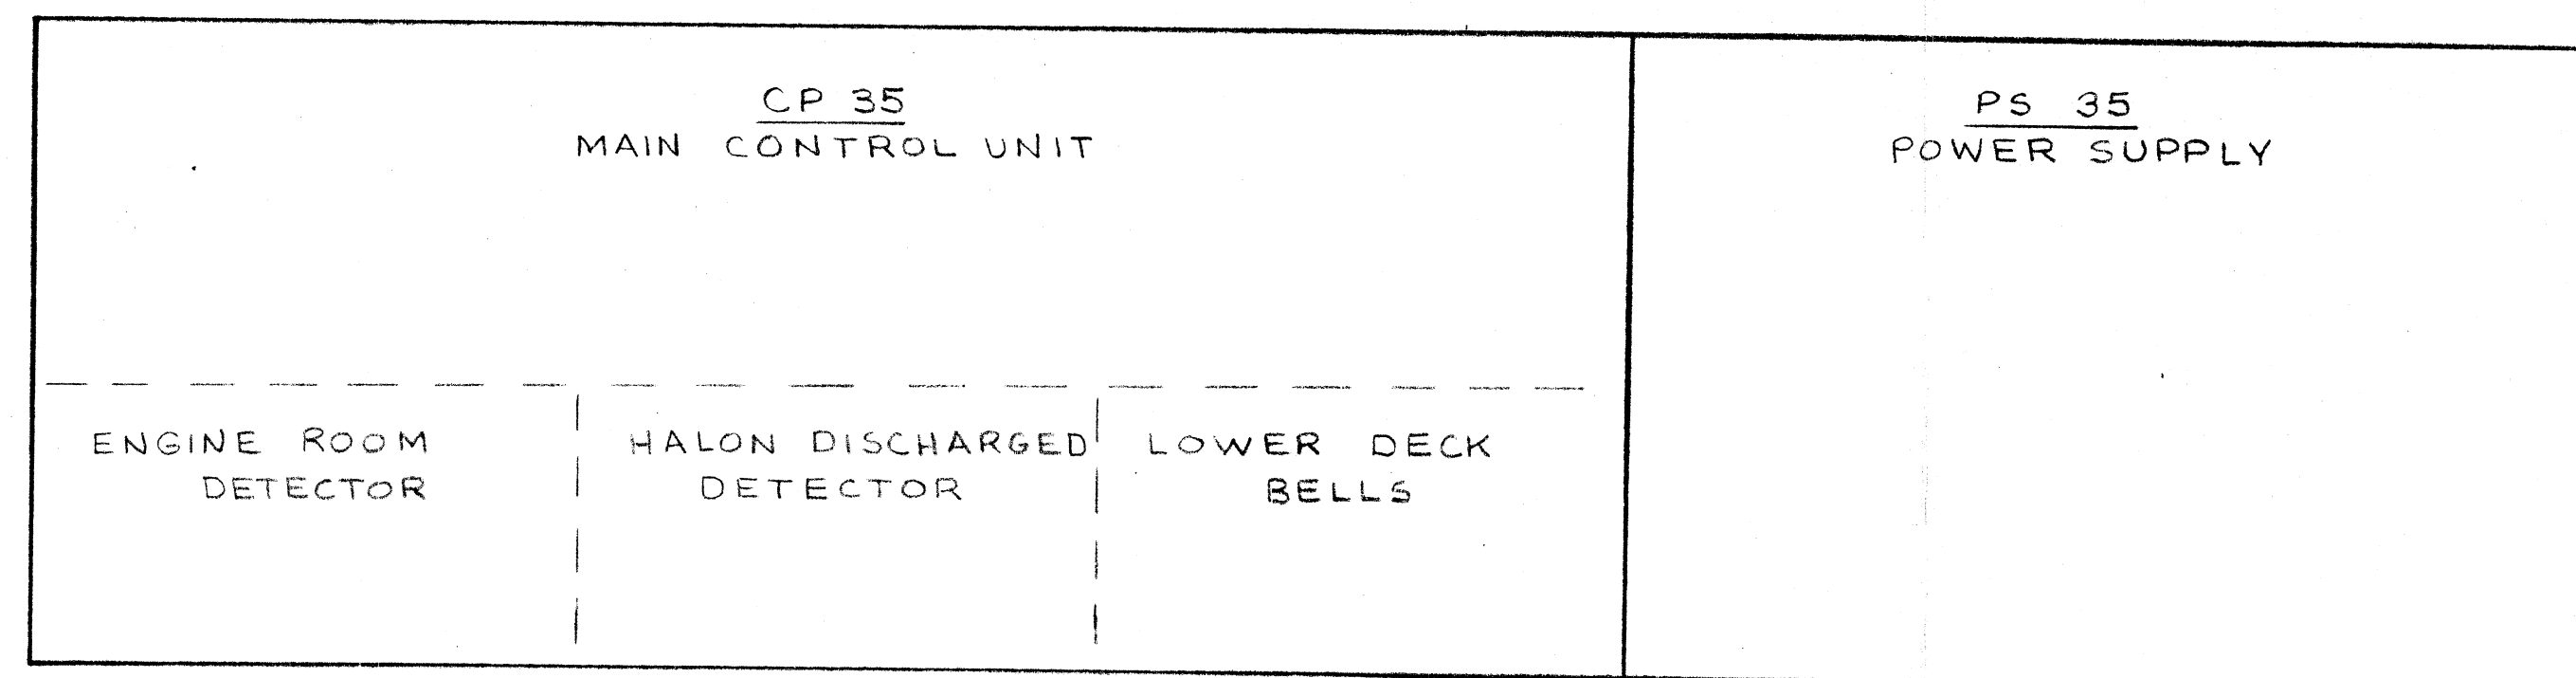 CP 35
MAIN CONTROL UNIT
PS 35
POWER SUPPLY
ENGINE ROOM
DETECTOR
HALON DISCHARGED
DETECTOR
LOWER DECK
BELLS